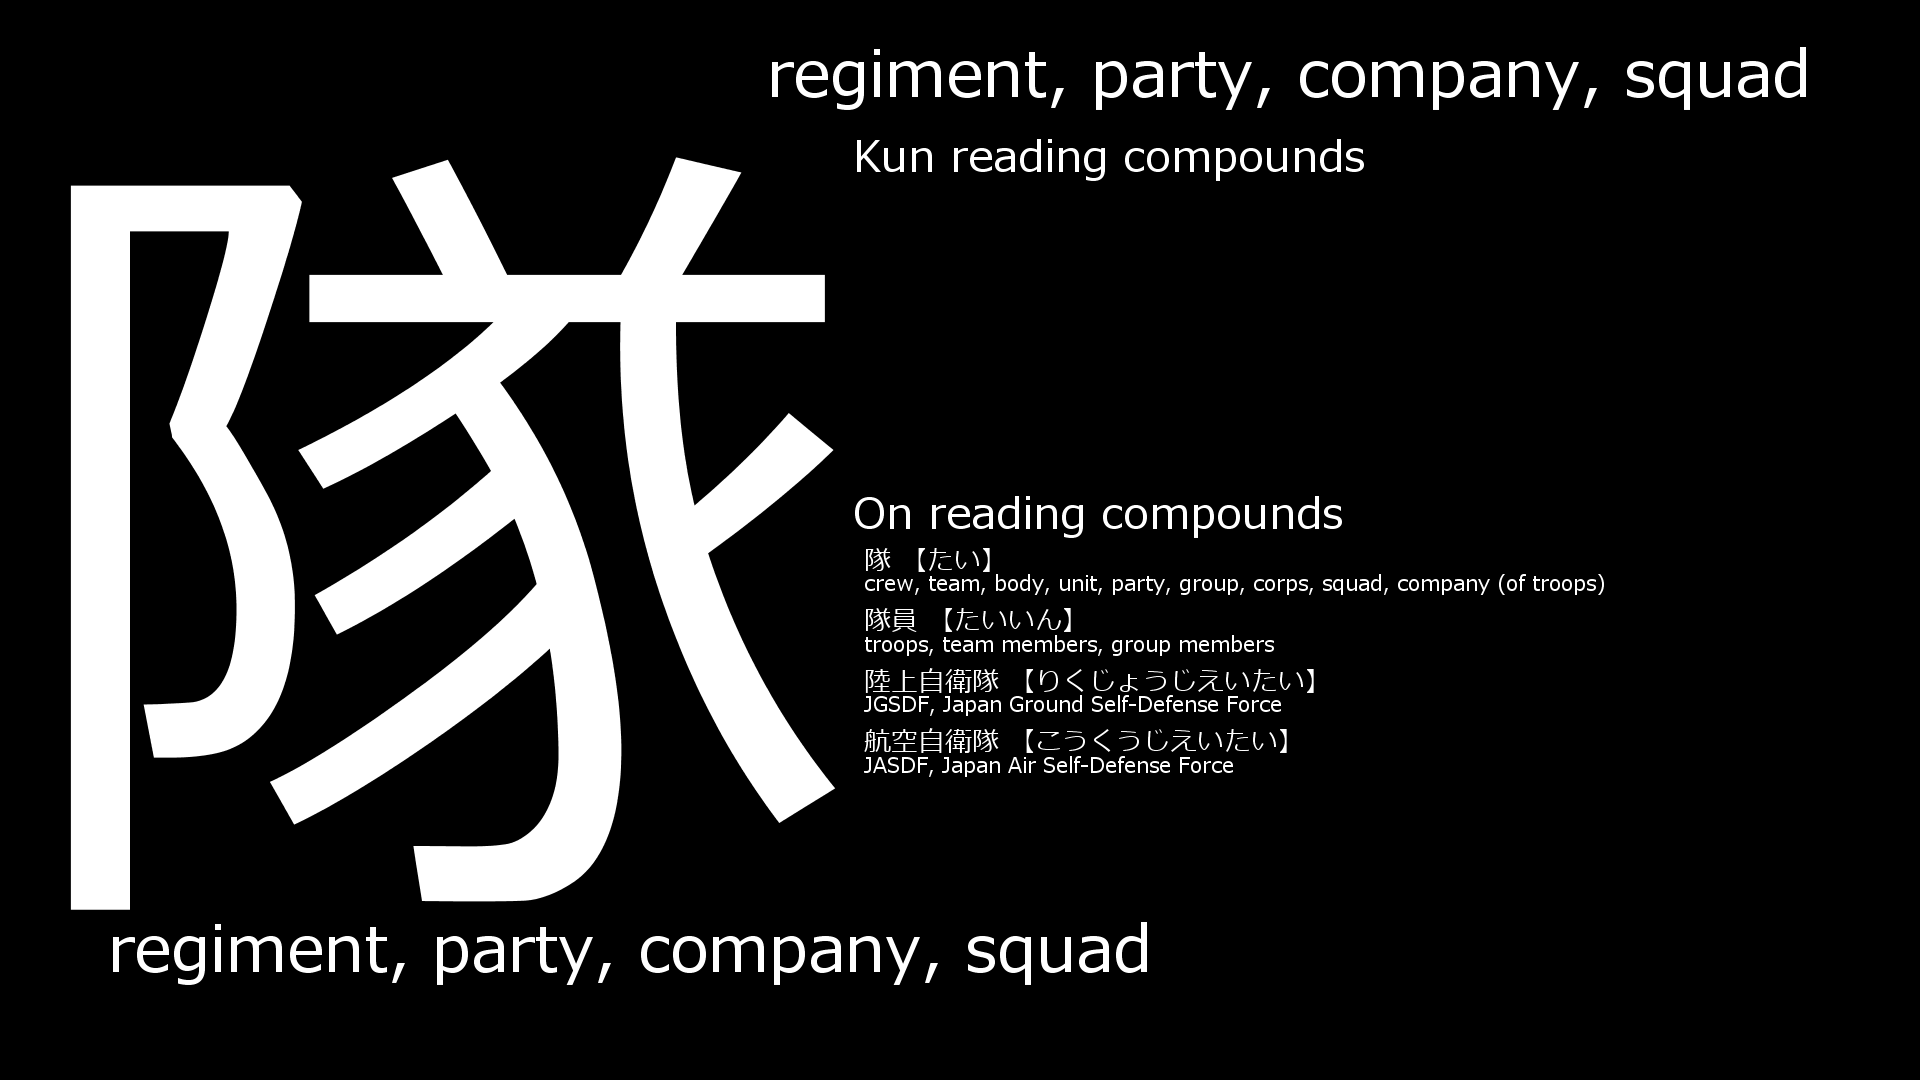 regiment, party, company, squad
隊
Kun reading compounds
On reading compounds
隊 【たい】
crew, team, body, unit, party, group, corps, squad, company (of troops)
隊員 【たいいん】
troops, team members, group members
陸上自衛隊 【りくじょうじえいたい】
JGSDF, Japan Ground Self-Defense Force
航空自衛隊 【こうくうじえいたい】
JASDF, Japan Air Self-Defense Force
regiment, party, company, squad